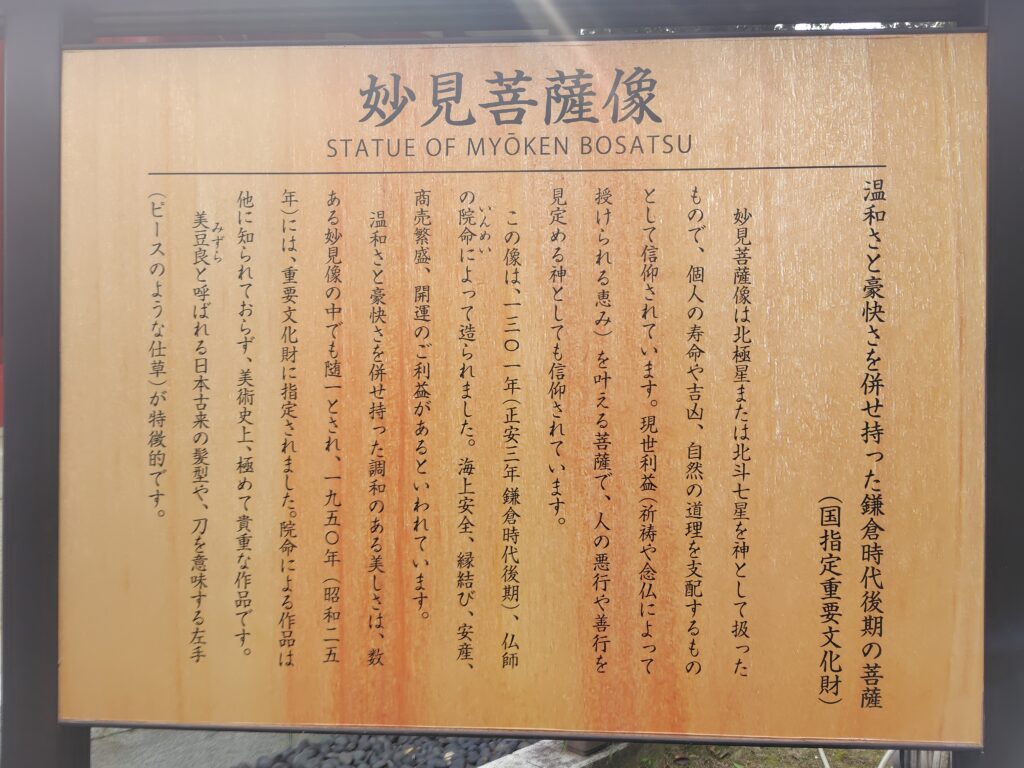 妙見菩薩像
STATUE OF MYŌKEN BOSATSU
温和さと豪快さを併せ持った鎌倉時代後期の菩薩
(国指定重要文化財)
妙見菩薩像は北極星または北斗七星を神として扱った
もので、個人の寿命や吉凶、自然の道理を支配するもの
として信仰されています。現世利益(祈祷や念仏によって
授けられる恵み)を叶える菩薩で、人の悪行や善行を
見定める神としても信仰されています。
この像は、一三〇一年(正安三年 鎌倉時代後期)、仏師
の院命いんめいによって造られました。海上安全、縁結び、安産、
商売繁盛、開運のご利益があるといわれています。
温和さと豪快さを併せ持った調和のある美しさは、数
ある妙見像の中でも随一とされ、一九五〇年(昭和二五
年)には、重要文化財に指定されました。院命による作品は
他に知られておらず、美術史上、極めて貴重な作品です。
美豆良みずらと呼ばれる日本古来の髪型や、刀を意味する左手
(ピースのような仕草)が特徴的です。